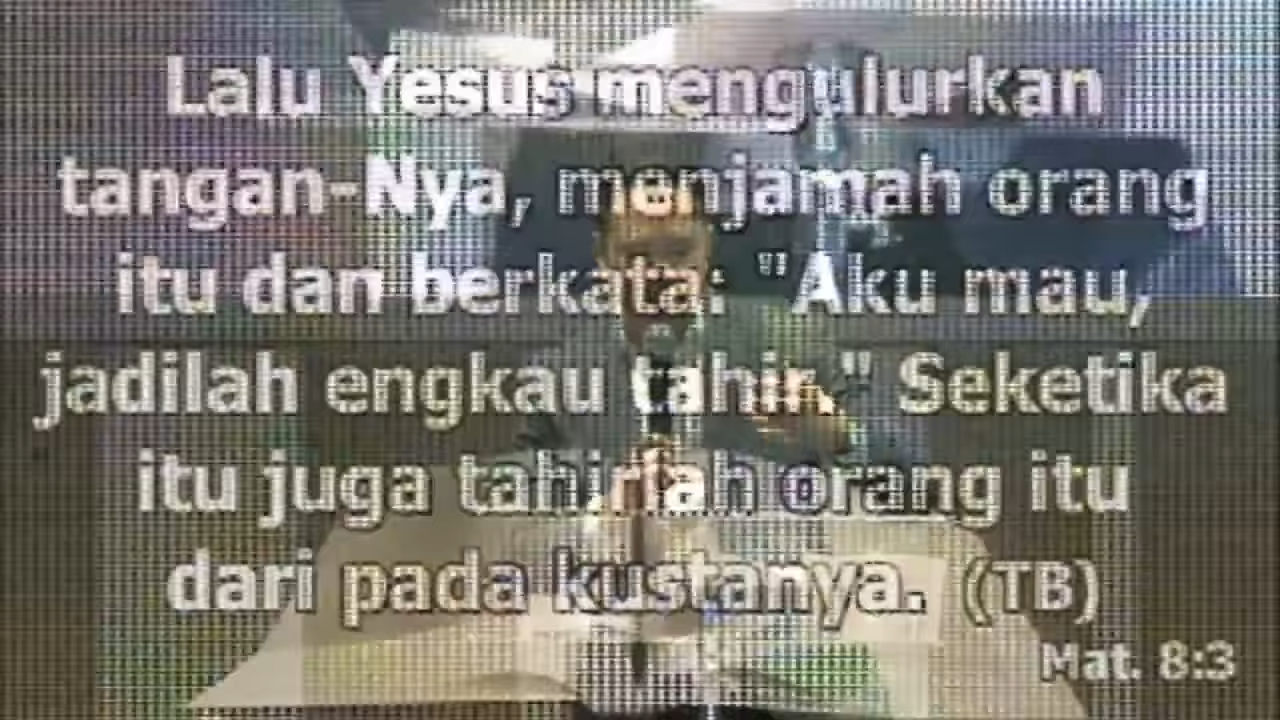 Lalu Yesus mengulurkan
tangan-Nya, menjamah orang
itu dan berkata: "Aku mau,
jadilah engkau tahir." Seketika
itu juga tahirlah orang itu
dari pada kustanya. (TB)
Mat. 8:3